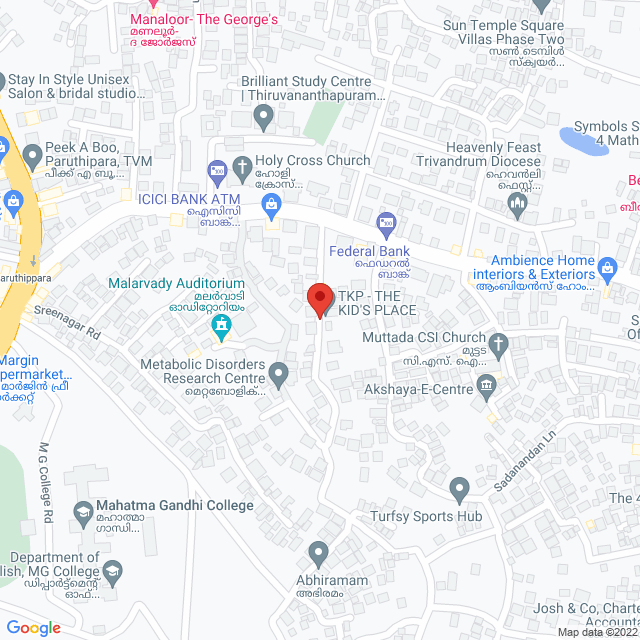 Manaloor- The George's
മണലൂർ-
ദ ജോർജസ്
Sun Temple Square
Villas Phase Two
സൺ ടെമ്പിൾ
സ്ക്വയർ...
Stay In Style Unisex
Salon & bridal studio...
Brilliant Study Centre
| Thiruvananthapuram...
Symbols S
4 Math
Peek A Boo,
Paruthipara, TVM
പീക്ക് എ ബൂ,...
Heavenly Feast
Trivandrum Diocese
ഹെവൻലി
ഫെസ്റ്റ്...
Holy Cross Church
ഹോളി
ക്രോസ്...
Be
ബീ
ICICI BANK ATM
ഐസിസി
ബാങ്ക്...
Federal Bank
ഫെഡറൽ
ബാങ്ക്
Ambience Home
interiors & Exteriors
ആംബിയൻസ് ഹോം...
aruthippara
Malarvady Auditorium
മലർവാടി
ഓഡിറ്റോറിയം
TKP - THE
KID'S PLACE
Sreenagar Rd
S
Of
Muttada CSI Church
മുട്ടട
സി.എസ്. ഐ...
Margin
permarket...
മാർജിൻ ഫ്രീ
ർക്കറ്റ്
Metabolic Disorders
Research Centre
മെറ്റബോളിക്...
Akshaya-E-Centre
M G College Rd
Sadanandan Ln
Mahatma Gandhi College
മഹാത്മാ
ഗാന്ധി...
Turfsy Sports Hub
The 4
Department of
lish, MG College
ഡിപ്പാർട്ട്മെന്റ്
ഓഫ്...
Abhiramam
അഭിരാമം
Josh & Co, Charte
Accounta
Google
Map data ©2022